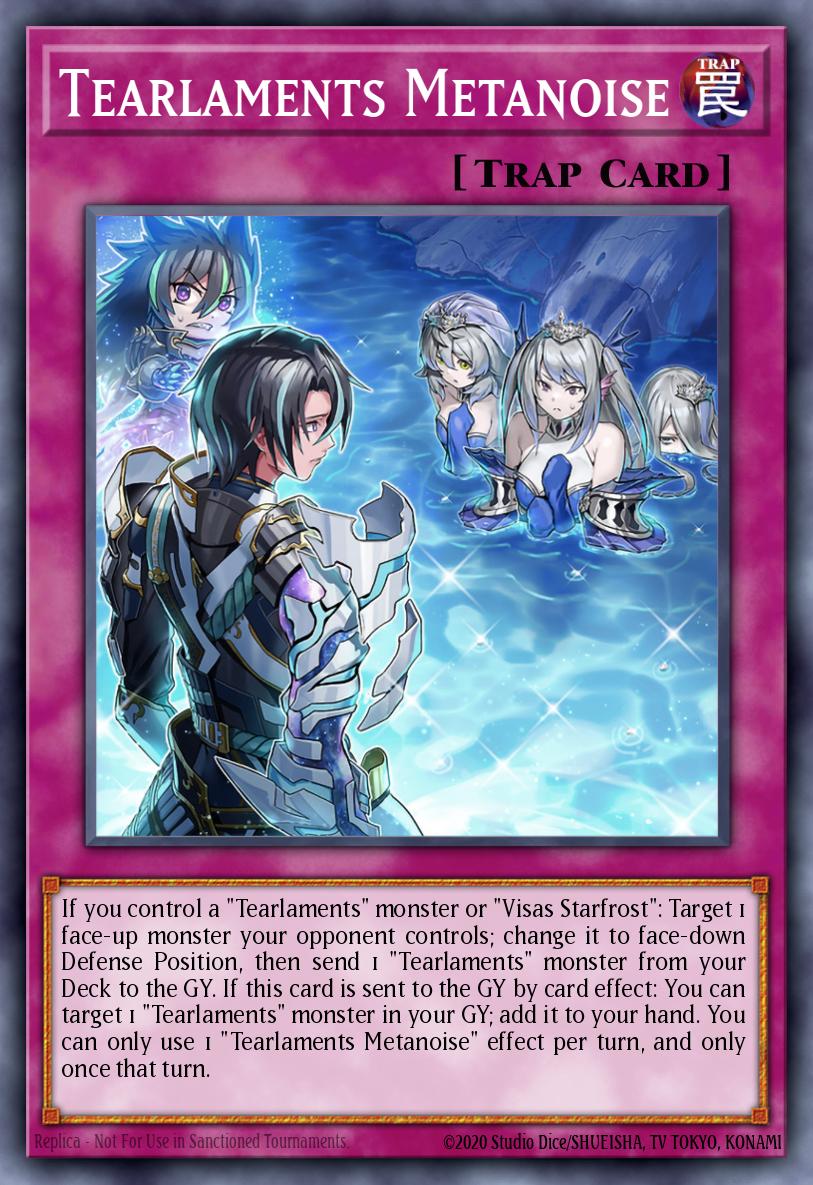 Tearlaments Metanoise
TRAP
罠
[Trap Card]
If you control a "Tearlaments" monster or "Visas Starfrost": Target 1
face-up monster your opponent controls; change it to face-down
Defense Position, then send 1 "Tearlaments" monster from your
Deck to the GY. If this card is sent to the GY by card effect: You can
target 1 "Tearlaments" monster in your GY; add it to your hand. You
can only use 1 "Tearlaments Metanoise" effect per turn, and only
once that turn.
Replica - Not For Use in Sanctioned Tournaments.
©2020 Studio Dice/SHUEISHA, TV TOKYO, KONAMI